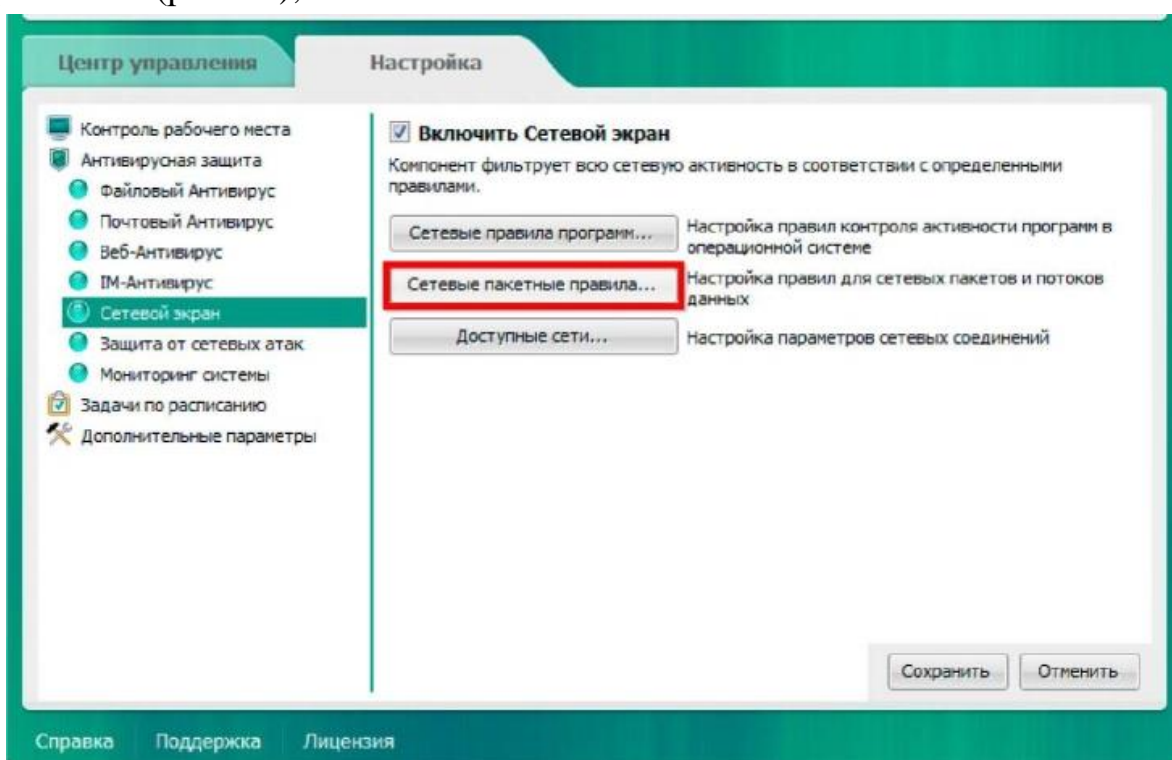 Центр управления
Настройка
Контроль рабочего места
Антивирусная защита
Файловый Антивирус
Почтовый Антивирус
Веб-Антивирус
IM-Антивирус
Сетевой экран
Защита от сетевых атак
Мониторинг системы
Задачи по расписанию
Дополнительные параметры
Включить Сетевой экран
Компонент фильтрует всю сетевую активность в соответствии с определенными
правилами.
Сетевые правила программ...
Настройка правил контроля активности программ в
операционной системе
Сетевые пакетные правила...
Настройка правил для сетевых пакетов и потоков
данных
Доступные сети...
Настройка параметров сетевых соединений
Сохранить
Отменить
Справка
Поддержка
Лицензия